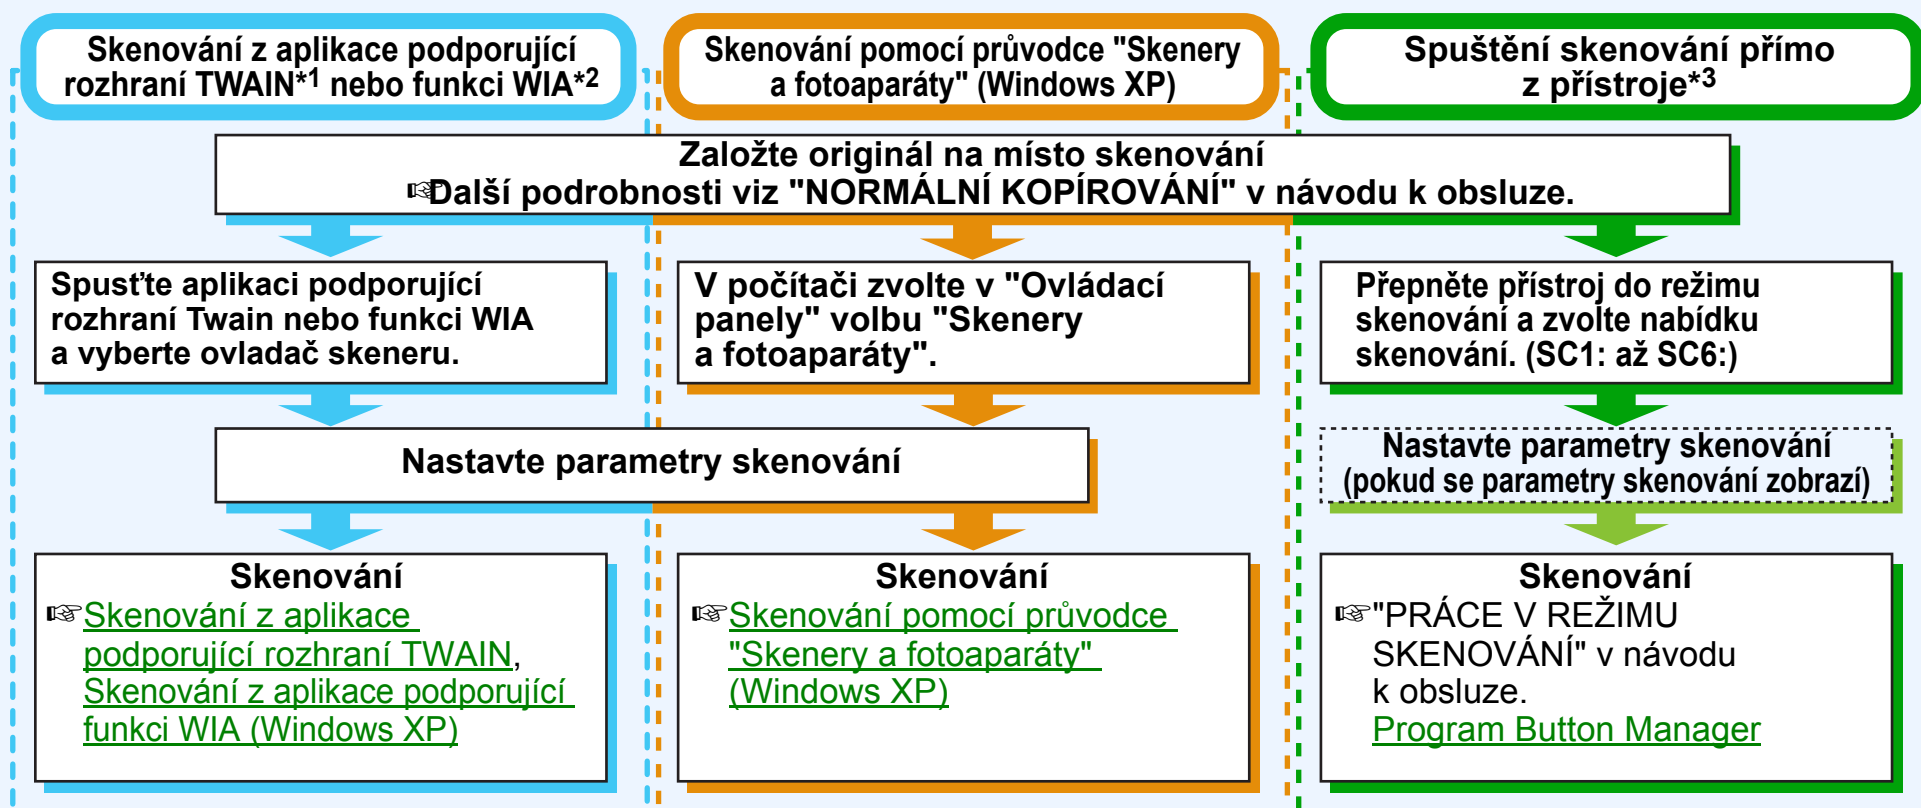 Skenování z aplikace podporující
rozhraní TWAIN*1 nebo funkci WIA*2
Skenování pomocí průvodce "Skenery
a fotoaparáty" (Windows XP)
Spuštění skenování přímo
z přístroje*3
Založte originál na místo skenování
☞Další podrobnosti viz "NORMÁLNÍ KOPÍROVÁNÍ" v návodu k obsluze.
Spusťte aplikaci podporující
rozhraní Twain nebo funkci WIA
a vyberte ovladač skeneru.
V počítači zvolte v "Ovládací
panely" volbu "Skenery
a fotoaparáty".
Přepněte přístroj do režimu
skenování a zvolte nabídku
skenování. (SC1: až SC6:)
Nastavte parametry skenování
Nastavte parametry skenování
(pokud se parametry skenování zobrazí)
Skenování
☞Skenování z aplikace
podporující rozhraní TWAIN,
Skenování z aplikace podporující
funkci WIA (Windows XP)
Skenování
☞Skenování pomocí průvodce
"Skenery a fotoaparáty"
(Windows XP)
Skenování
☞"PRÁCE V REŽIMU
SKENOVÁNÍ" v návodu
k obsluze.
Program Button Manager